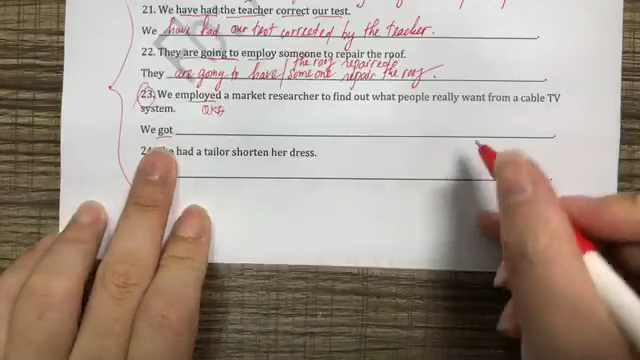 21. We have had the teacher correct our test.
We have had our test corrected by the teacher.
22. They are going to employ someone to repair the roof.
the roof repaired
They are going to have someone repair the roof.
23. We employed a market researcher to find out what people really want from a cable TV
system.
QKĐ
We got
24. had a tailor shorten her dress.